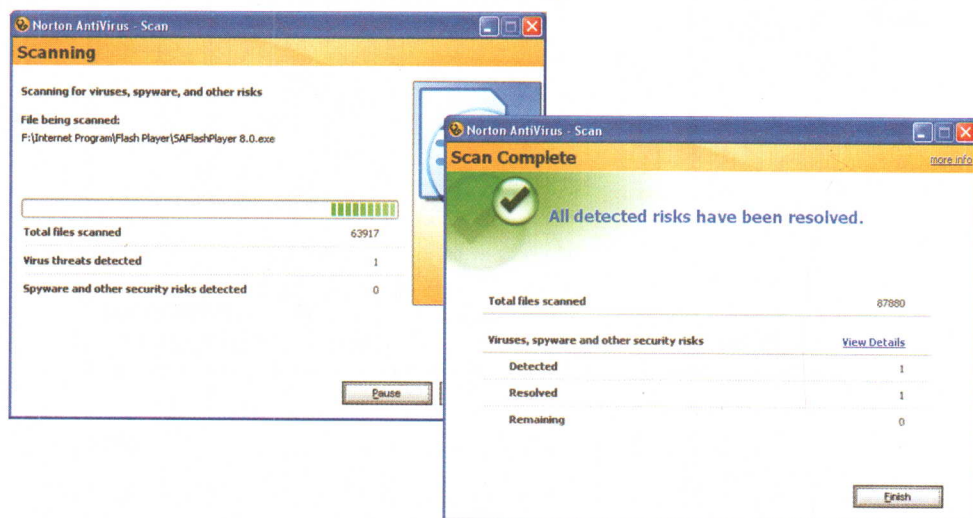 Norton AntiVirus - Scan
Scanning
Scanning for viruses, spyware, and other risks
File being scanned:
F:\Internet Program\Flash Player\SAFlashPlayer 8.0.exe
Total files scanned 63917
Virus threats detected 1
Spyware and other security risks detected 0
Pause
Norton AntiVirus - Scan
Scan Complete
more info
All detected risks have been resolved.
Total files scanned 87880
Viruses, spyware and other security risks View Details
Detected 1
Resolved 1
Remaining 0
Finish